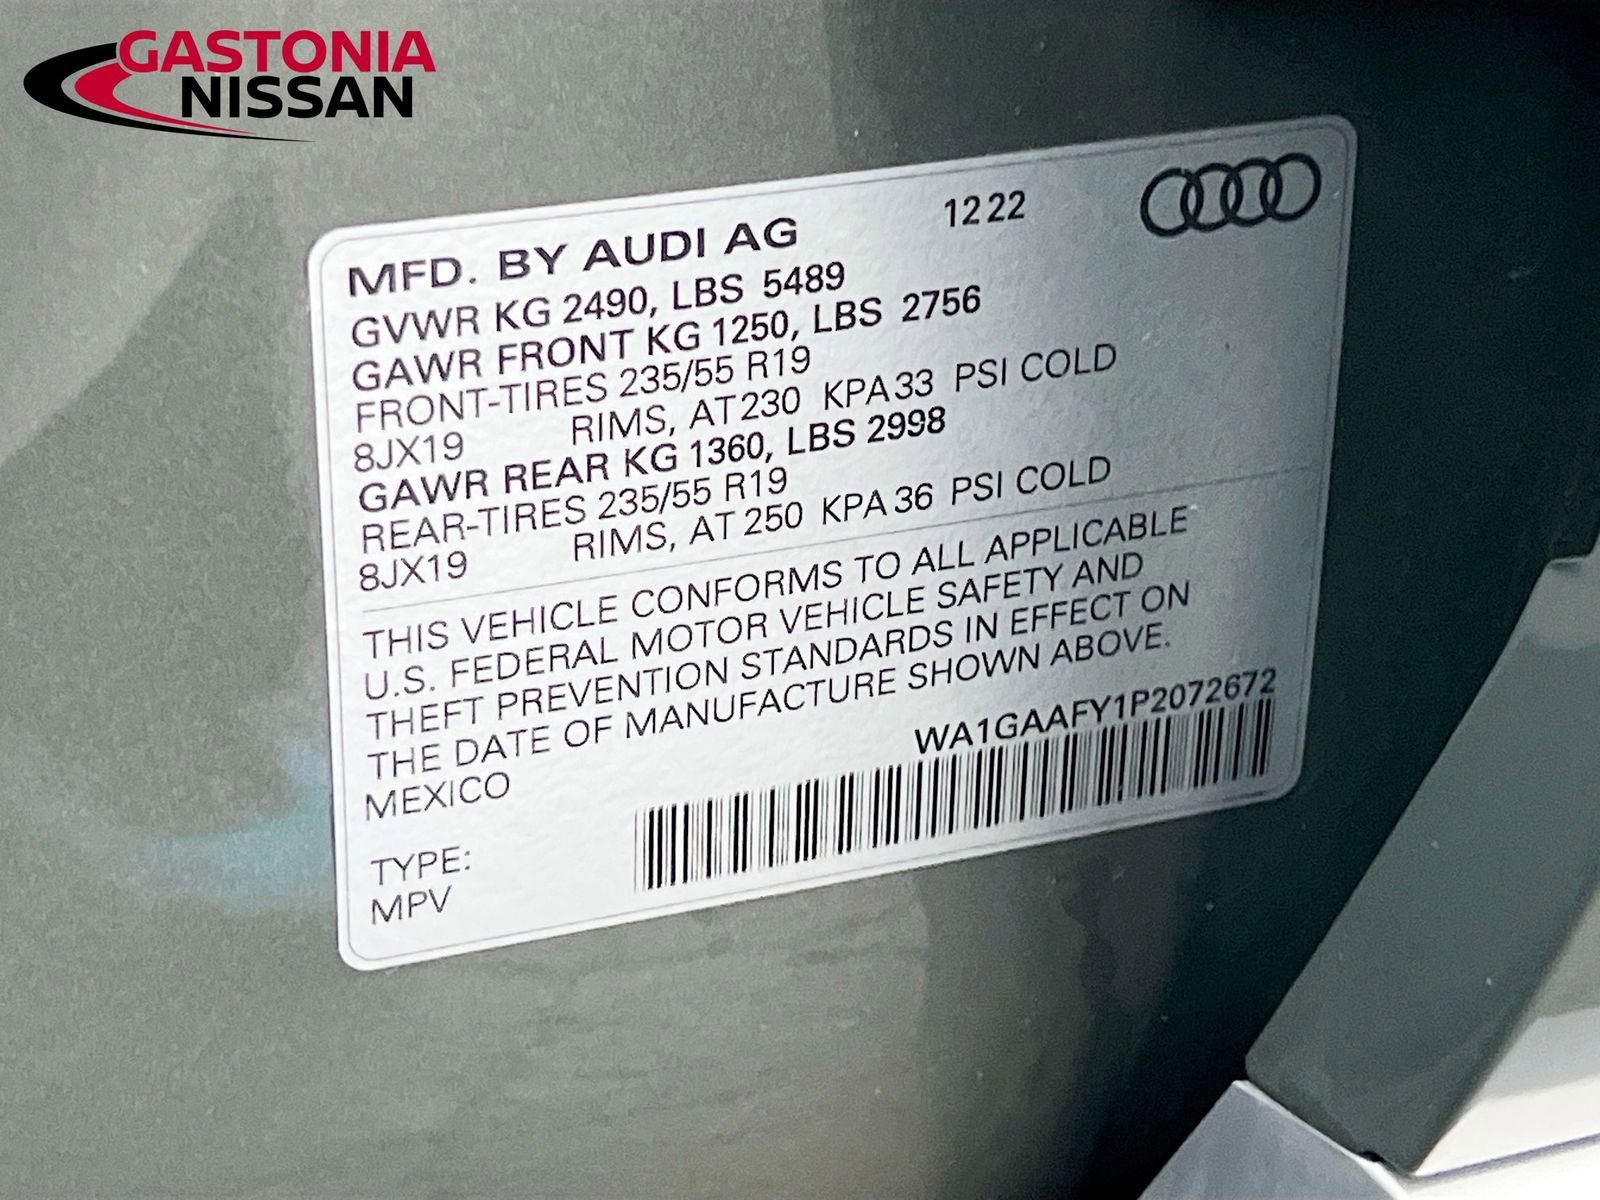 GASTONIA
NISSAN
MFD. BY AUDI AG 12 22
GVWR KG 2490, LBS 5489
GAWR FRONT KG 1250, LBS 2756
FRONT-TIRES 235/55 R19
8JX19 RIMS, AT 230 KPA 33 PSI COLD
GAWR REAR KG 1360, LBS 2998
REAR-TIRES 235/55 R19
8JX19 RIMS, AT 250 KPA 36 PSI COLD
THIS VEHICLE CONFORMS TO ALL APPLICABLE
U.S. FEDERAL MOTOR VEHICLE SAFETY AND
THEFT PREVENTION STANDARDS IN EFFECT ON
THE DATE OF MANUFACTURE SHOWN ABOVE.
MEXICO
WA1GAAFY1P2072672
TYPE:
MPV